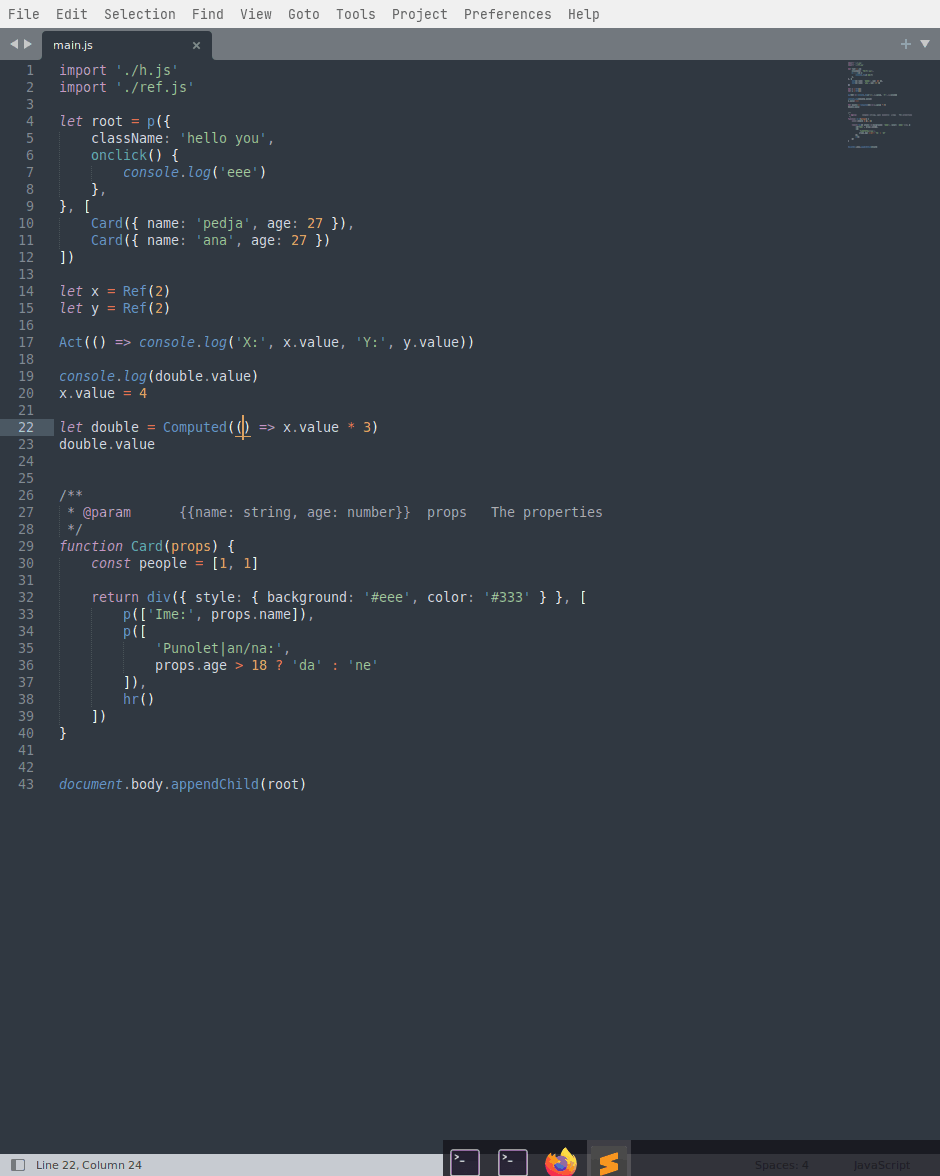 File Edit Selection Find View Goto Tools Project Preferences Help
main.js
1 import './h.js'
2 import './ref.js'
3
4 let root = p({
5     className: 'hello you',
6     onclick() {
7         console.log('eee')
8     },
9 }, [
10     Card({ name: 'pedja', age: 27 }),
11     Card({ name: 'ana', age: 27 })
12 ])
13
14 let x = Ref(2)
15 let y = Ref(2)
16
17 Act(() => console.log('X:', x.value, 'Y:', y.value))
18
19 console.log(double.value)
20 x.value = 4
21
22 let double = Computed(() => x.value * 3)
23 double.value
24
25
26 /**
27  * @param      {{name: string, age: number}}  props   The properties
28  */
29 function Card(props) {
30     const people = [1, 1]
31
32     return div({ style: { background: '#eee', color: '#333' } }, [
33         p(['Ime:', props.name]),
34         p([
35             'Punolet|an/na:',
36             props.age > 18 ? 'da' : 'ne'
37         ]),
38         hr()
39     ])
40 }
41
42
43 document.body.appendChild(root)
Line 22, Column 24
Spaces: 4
JavaScript